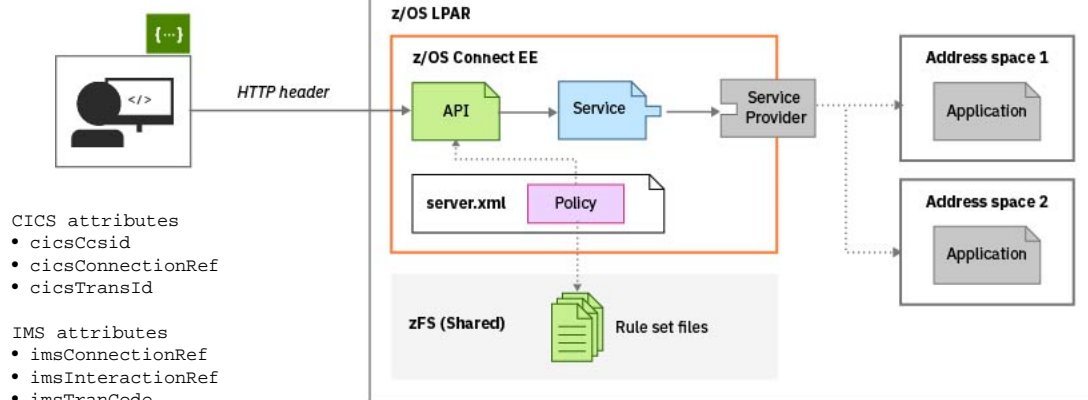 {...}
</>
HTTP header
z/OS LPAR
z/OS Connect EE
API
Service
Service
Provider
server.xml
Policy
zFS (Shared)
Rule set files
Address space 1
Application
Address space 2
Application
CICS attributes
• cicsCcsid
• cicsConnectionRef
• cicsTransId
IMS attributes
• imsConnectionRef
• imsInteractionRef
• imsTranCode